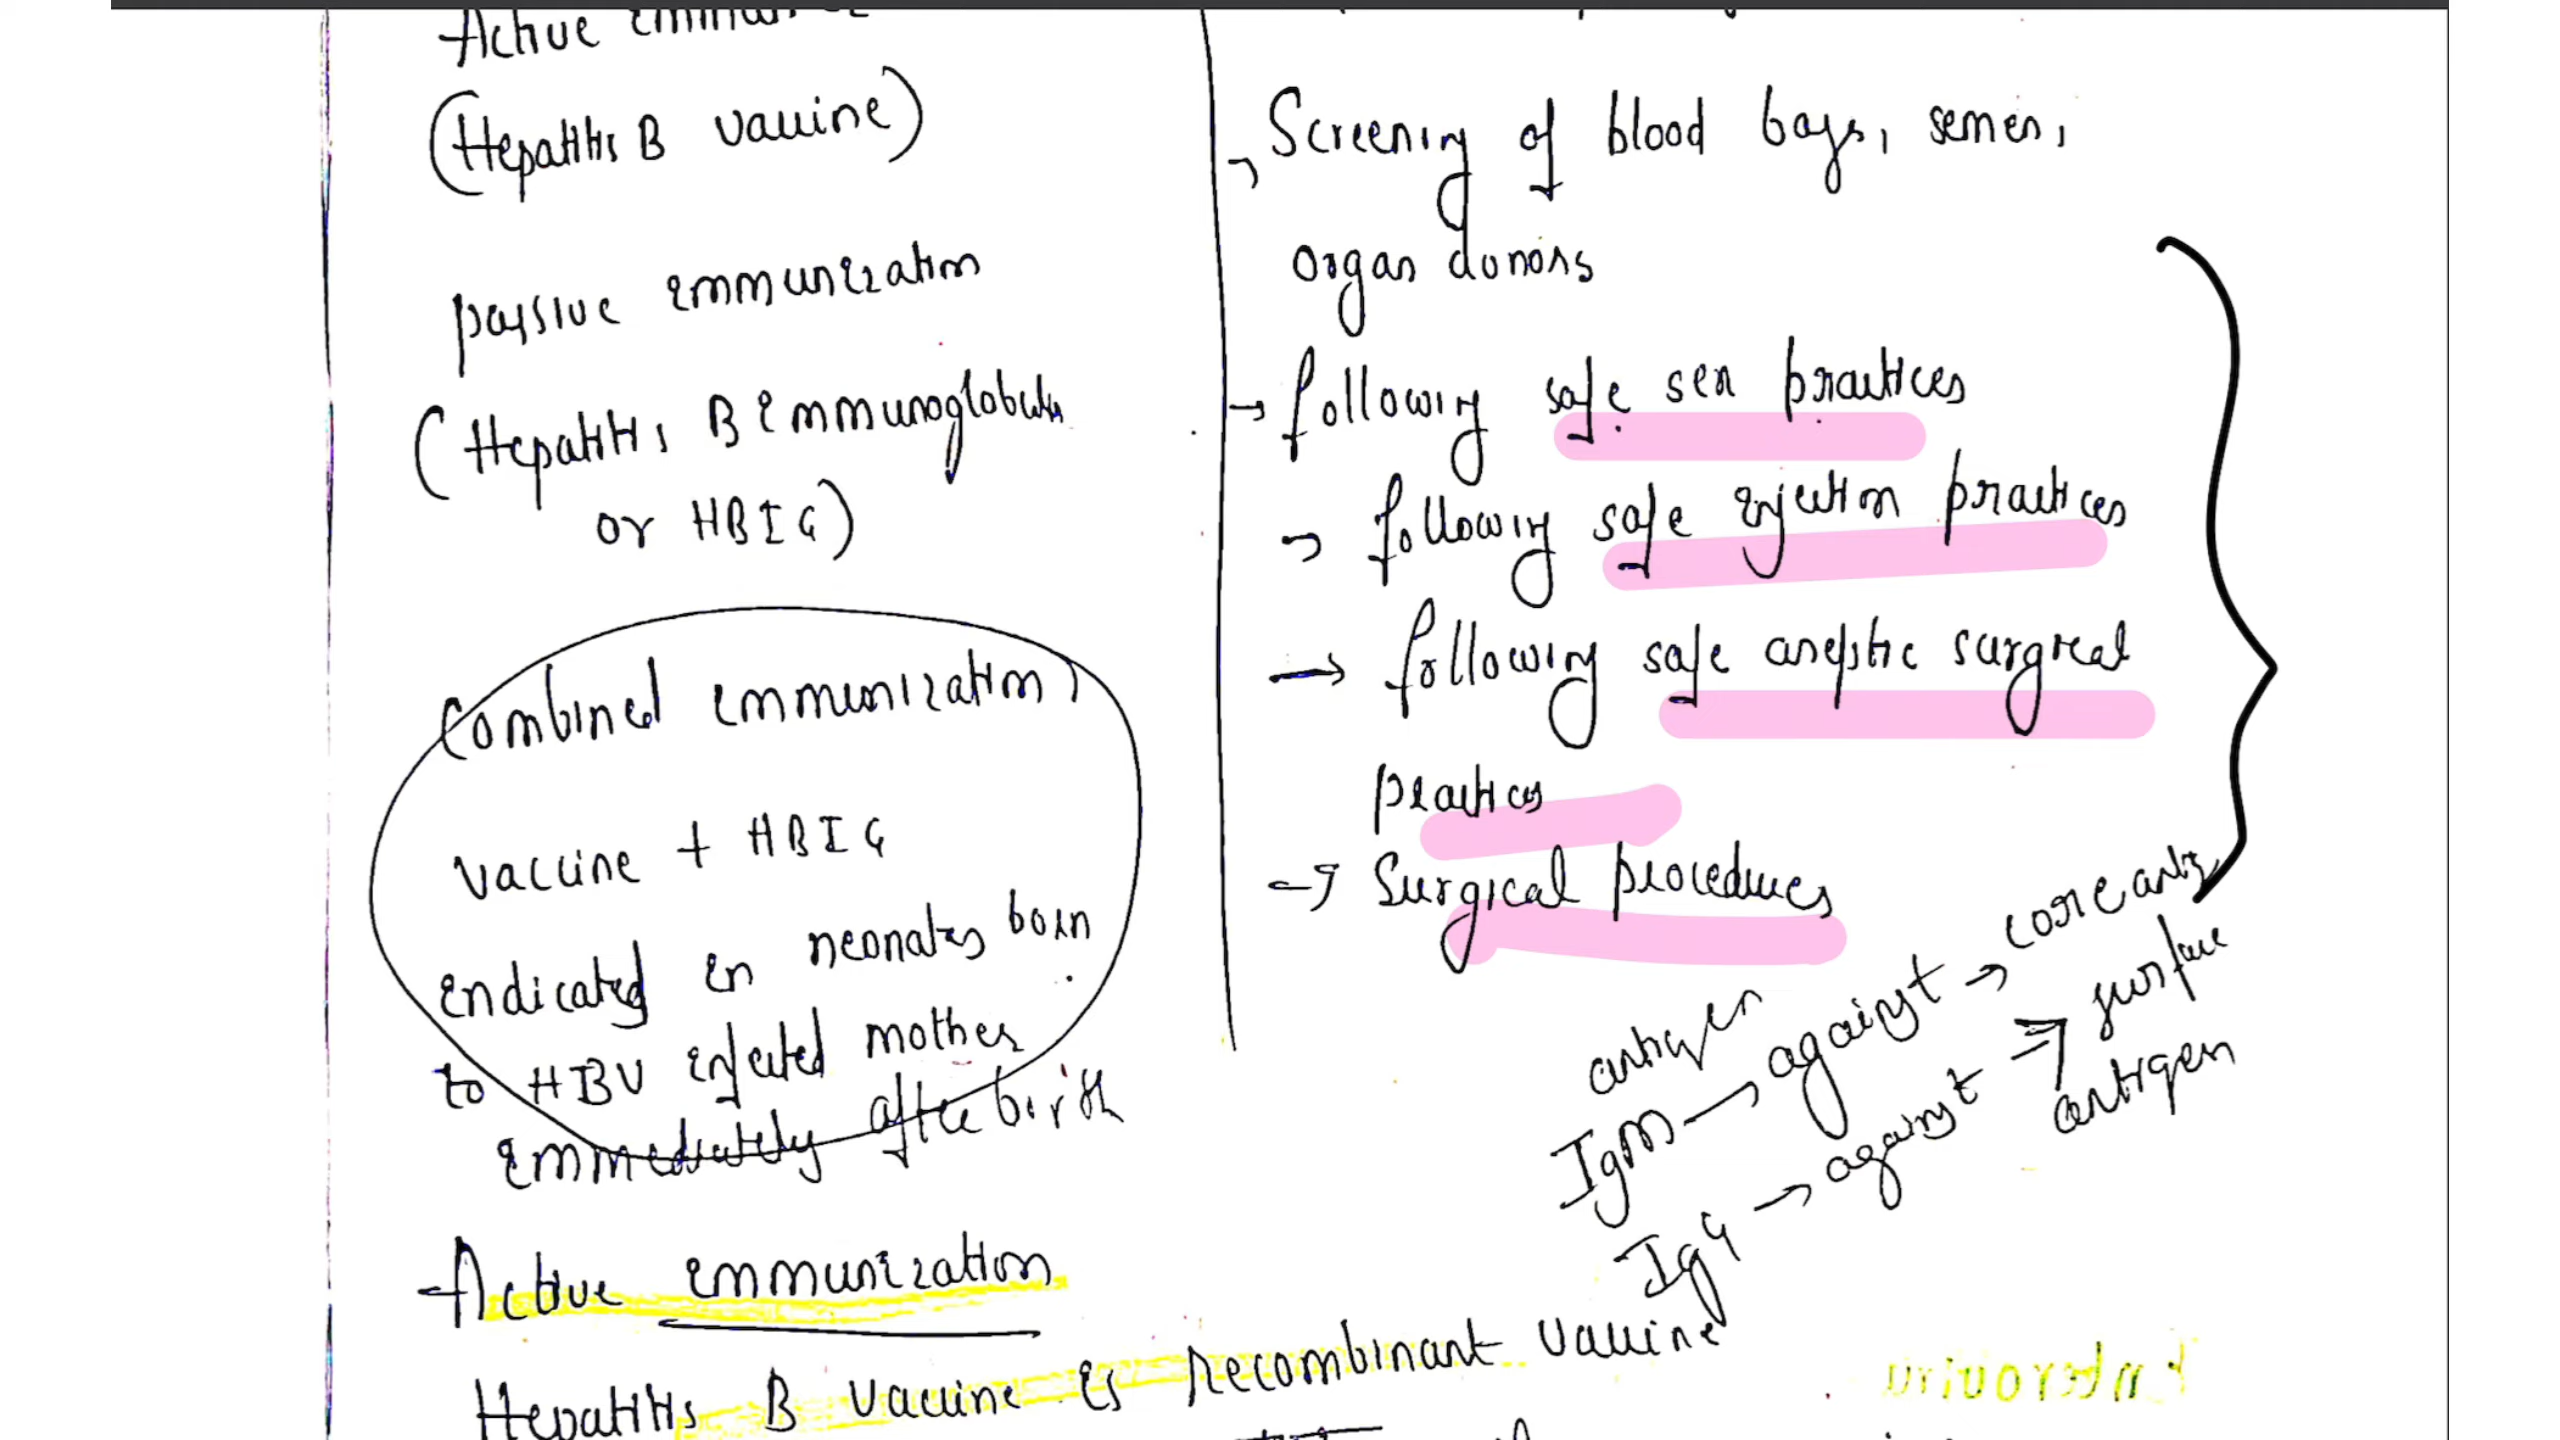 Active immuni
(Hepatitis B vaccine)
passive immunization
(Hepatitis B immunoglobulin
or HBIG)
Combined immunization)
vaccine + HBIG
indicated in neonates born
to HBV infected mother
immediately after birth
Screening of blood bags, semen,
organ donors
→ following safe sex practices
→ following safe injection practices
→ following safe aseptic surgical
practices
→ Surgical procedures
IgM → against → core anti
antigen
IgG → against → surface
antigen
-Active immunization
Hepatitis B vaccine is recombinant vaccine